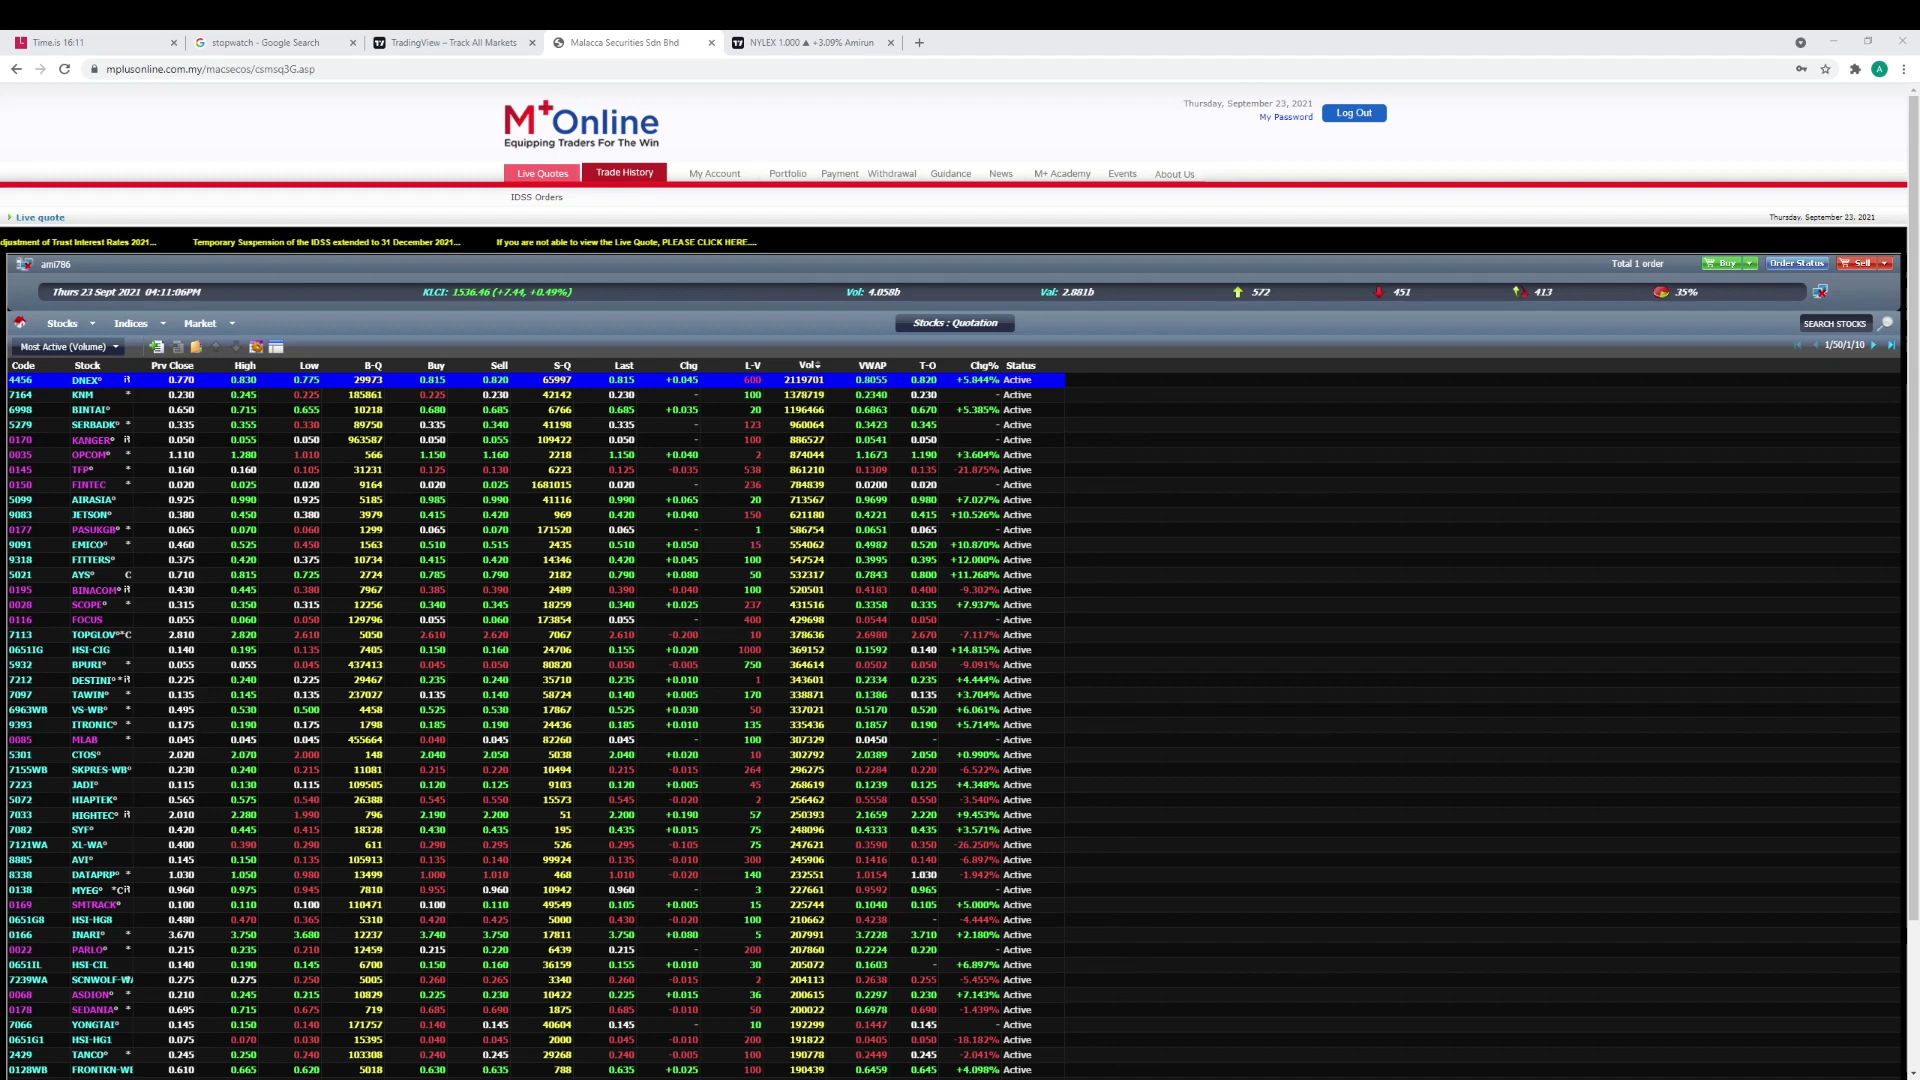 Time.is 16:11
stopwatch - Google Search
TradingView – Track All Markets
Malacca Securities Sdn Bhd
NYLEX 1.000 ▲ +3.09% Amirun
mplusonline.com.my/macsecos/csmsq3G.asp
M+Online
Equipping Traders For The Win
Thursday, September 23, 2021
My Password
Log Out
Live Quotes Trade History My Account Portfolio Payment Withdrawal Guidance News M+ Academy Events About Us
IDSS Orders
Live quote
Thursday, September 23, 2021
djustment of Trust Interest Rates 2021... Temporary Suspension of the IDSS extended to 31 December 2021... If you are not able to view the Live Quote, PLEASE CLICK HERE....
ami786 Total 1 order Buy Order Status Sell
Thurs 23 Sept 2021 04:11:06PM KLCI: 1536.46 (+7.44, +0.49%) Vol: 4.058b Val: 2.881b 572 451 413 35%
Stocks Indices Market Stocks : Quotation SEARCH STOCKS
Most Active (Volume) 1/50/1/10
Code Stock Prv Close High Low B-Q Buy Sell S-Q Last Chg L-V Vol VWAP T-O Chg% Status
4456 DNEX° 0.770 0.830 0.775 29973 0.815 0.820 65997 0.815 +0.045 600 2119701 0.8055 0.820 +5.844% Active
7164 KNM * 0.230 0.245 0.225 185861 0.225 0.230 42142 0.230 - 100 1378719 0.2340 0.230 - Active
6998 BINTAI° 0.650 0.715 0.655 10218 0.680 0.685 6766 0.685 +0.035 20 1196466 0.6863 0.670 +5.385% Active
5279 SERBADK° * 0.335 0.355 0.330 89750 0.335 0.340 41198 0.335 - 123 960064 0.3423 0.345 - Active
0170 KANGER° 0.050 0.055 0.050 963587 0.050 0.055 109422 0.050 - 100 886527 0.0541 0.050 - Active
0035 OPCOM° * 1.110 1.280 1.010 566 1.150 1.160 2218 1.150 +0.040 2 874044 1.1673 1.190 +3.604% Active
0145 TFP° * 0.160 0.160 0.105 31231 0.125 0.130 6223 0.125 -0.035 538 861210 0.1309 0.135 -21.875% Active
0150 FINTEC * 0.020 0.025 0.020 9164 0.020 0.025 1681015 0.020 - 236 784839 0.0200 0.020 - Active
5099 AIRASIA° 0.925 0.990 0.925 5185 0.985 0.990 41116 0.990 +0.065 20 713567 0.9699 0.980 +7.027% Active
9083 JETSON° 0.380 0.450 0.380 3979 0.415 0.420 969 0.420 +0.040 150 621180 0.4221 0.415 +10.526% Active
0177 PASUKGB° * 0.065 0.070 0.060 1299 0.065 0.070 171520 0.065 - 1 586754 0.0651 0.065 - Active
9091 EMICO° * 0.460 0.525 0.450 1563 0.510 0.515 2435 0.510 +0.050 15 554062 0.4982 0.520 +10.870% Active
9318 FITTERS° * 0.375 0.420 0.375 10734 0.415 0.420 14346 0.420 +0.045 100 547524 0.3995 0.395 +12.000% Active
5021 AYS° C 0.710 0.815 0.725 2724 0.785 0.790 2182 0.790 +0.080 50 532317 0.7843 0.800 +11.268% Active
0195 BINACOM° 0.430 0.445 0.380 7967 0.385 0.390 2489 0.390 -0.040 100 520501 0.4183 0.400 -9.302% Active
0028 SCOPE° * 0.315 0.350 0.315 12256 0.340 0.345 18259 0.340 +0.025 237 431516 0.3358 0.335 +7.937% Active
0116 FOCUS 0.055 0.060 0.050 129796 0.055 0.060 173854 0.055 - 400 429698 0.0544 0.050 - Active
7113 TOPGLOV°*C 2.810 2.820 2.610 5050 2.610 2.620 7067 2.610 -0.200 10 378636 2.6980 2.670 -7.117% Active
0651IG HSI-CIG 0.140 0.195 0.135 7405 0.150 0.160 24706 0.155 +0.020 1000 369152 0.1592 0.140 +14.815% Active
5932 BPURI° * 0.055 0.055 0.045 437413 0.045 0.050 80820 0.050 -0.005 750 364614 0.0502 0.050 -9.091% Active
7212 DESTINI°* 0.225 0.240 0.225 29467 0.235 0.240 35710 0.235 +0.010 1 343601 0.2334 0.235 +4.444% Active
7097 TAWIN° * 0.135 0.145 0.135 237027 0.135 0.140 58724 0.140 +0.005 170 338871 0.1386 0.135 +3.704% Active
6963WB VS-WB° * 0.495 0.530 0.500 4458 0.525 0.530 17867 0.525 +0.030 50 337021 0.5170 0.520 +6.061% Active
9393 ITRONIC° * 0.175 0.190 0.175 1798 0.185 0.190 24436 0.185 +0.010 135 335436 0.1857 0.190 +5.714% Active
0085 MLAB * 0.045 0.045 0.045 455664 0.040 0.045 82260 0.045 - 100 307329 0.0450 - - Active
5301 CTOS° 2.020 2.070 2.000 148 2.040 2.050 5038 2.040 +0.020 10 302792 2.0389 2.050 +0.990% Active
7155WB SKPRES-WB° 0.230 0.240 0.215 11081 0.215 0.220 10494 0.215 -0.015 264 296275 0.2284 0.220 -6.522% Active
7223 JADI° 0.115 0.130 0.115 109505 0.120 0.125 9103 0.120 +0.005 45 268619 0.1239 0.125 +4.348% Active
5072 HIAPTEK° 0.565 0.575 0.540 26388 0.545 0.550 15573 0.545 -0.020 2 256462 0.5558 0.550 -3.540% Active
7033 HIGHTEC° 2.010 2.280 1.990 796 2.190 2.200 51 2.200 +0.190 57 250393 2.1659 2.220 +9.453% Active
7082 SYF° 0.420 0.445 0.415 18328 0.430 0.435 195 0.435 +0.015 75 248096 0.4333 0.435 +3.571% Active
7121WA XL-WA° 0.400 0.390 0.290 611 0.290 0.295 526 0.295 -0.105 75 247621 0.3590 0.350 -26.250% Active
8885 AVI° 0.145 0.150 0.135 105913 0.135 0.140 99924 0.135 -0.010 300 245906 0.1416 0.140 -6.897% Active
8338 DATAPRP° * 1.030 1.050 0.980 13499 1.000 1.010 468 1.010 -0.020 140 232551 1.0154 1.030 -1.942% Active
0138 MYEG° *C 0.960 0.975 0.945 7810 0.955 0.960 10942 0.960 - 3 227661 0.9592 0.965 - Active
0169 SMTRACK° 0.100 0.110 0.100 110471 0.100 0.110 49549 0.105 +0.005 15 225744 0.1040 0.105 +5.000% Active
0651G8 HSI-HG8 0.480 0.470 0.365 5310 0.420 0.425 5000 0.430 -0.020 100 210662 0.4238 - -4.444% Active
0166 INARI° * 3.670 3.750 3.680 12237 3.740 3.750 17811 3.750 +0.080 5 207991 3.7228 3.710 +2.180% Active
0022 PARLO° * 0.215 0.235 0.210 12459 0.215 0.220 6439 0.215 - 200 207860 0.2224 0.220 - Active
0651IL HSI-CIL 0.140 0.190 0.145 6700 0.150 0.160 36159 0.155 +0.010 30 205072 0.1603 - +6.897% Active
7239WA SCNWOLF-WA 0.275 0.275 0.250 5005 0.260 0.265 3340 0.260 -0.015 2 204113 0.2638 0.255 -5.455% Active
0068 ASDION° * 0.210 0.245 0.215 10829 0.225 0.230 10422 0.225 +0.015 36 200615 0.2297 0.230 +7.143% Active
0178 SEDANIA° * 0.695 0.715 0.675 719 0.685 0.690 1875 0.685 -0.010 50 200022 0.6978 0.690 -1.439% Active
7066 YONGTAI° 0.145 0.150 0.140 171757 0.140 0.145 40604 0.145 - 10 192299 0.1447 0.145 - Active
0651G1 HSI-HG1 0.075 0.070 0.030 15395 0.040 0.045 2000 0.045 -0.010 200 191822 0.0405 0.050 -18.182% Active
2429 TANCO° * 0.245 0.250 0.240 103308 0.240 0.245 29268 0.240 -0.005 100 190778 0.2449 0.245 -2.041% Active
0128WB FRONTKN-WB 0.610 0.665 0.620 5018 0.630 0.635 788 0.635 +0.025 100 190439 0.6459 0.645 +4.098% Active